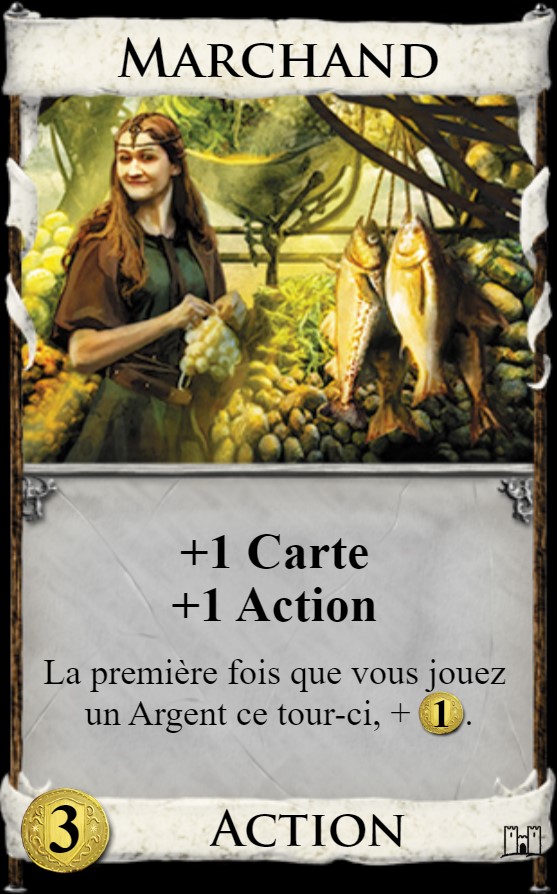 Marchand
+1 Carte
+1 Action
La première fois que vous jouez
un Argent ce tour-ci, + 1.
3 Action